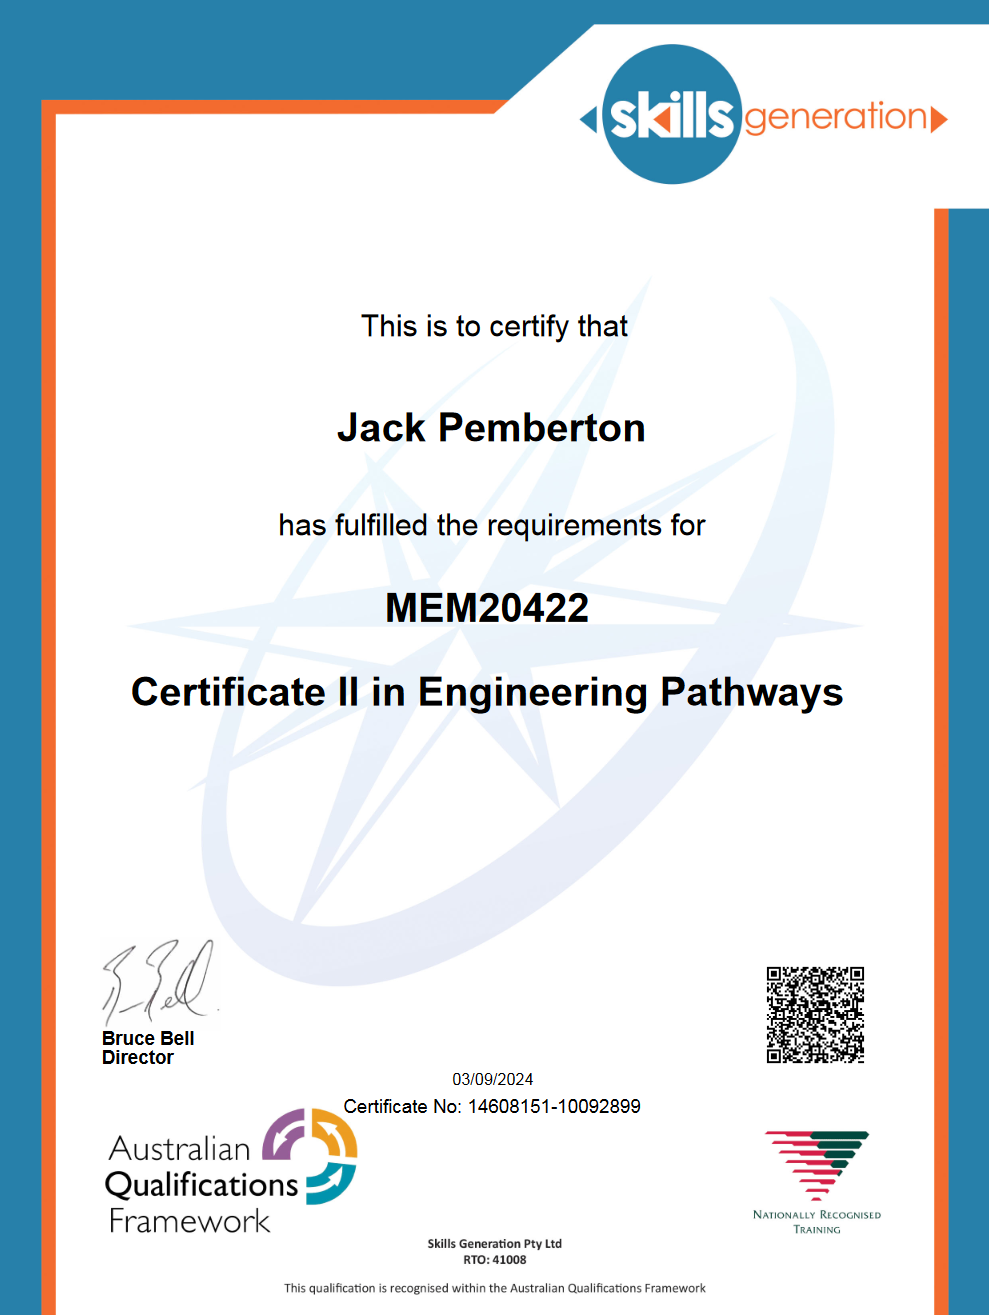 skills generation
This is to certify that
Jack Pemberton
has fulfilled the requirements for
MEM20422
Certificate II in Engineering Pathways
Bruce Bell
Director
03/09/2024
Certificate No: 14608151-10092899
Australian
Qualifications
Framework
NATIONALLY RECOGNISED
TRAINING
Skills Generation Pty Ltd
RTO: 41008
This qualification is recognised within the Australian Qualifications Framework